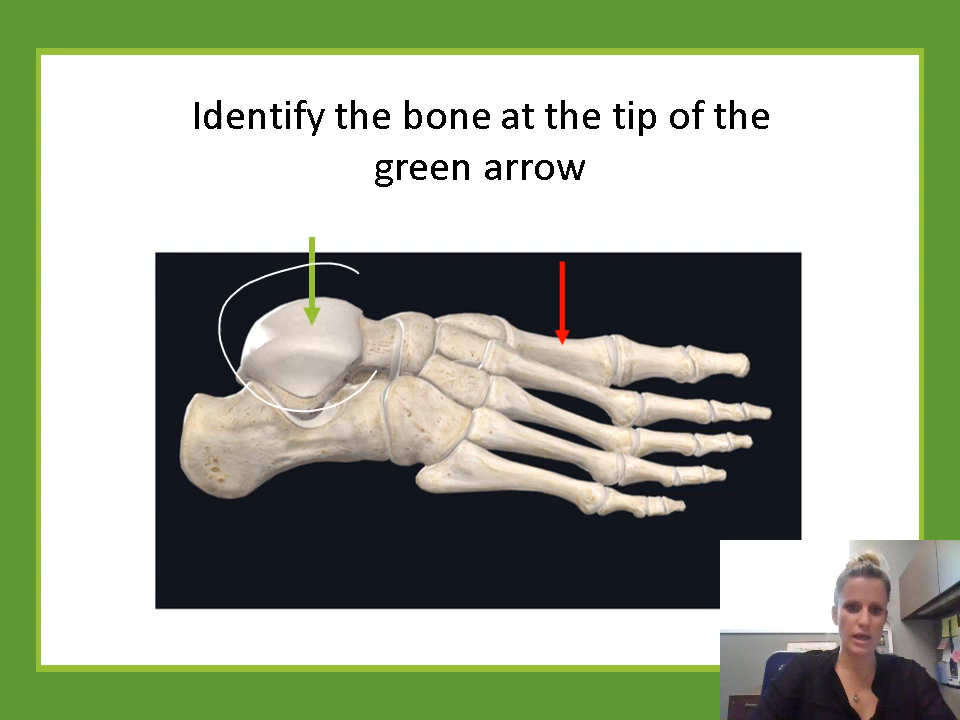 Identify the bone at the tip of the
green arrow